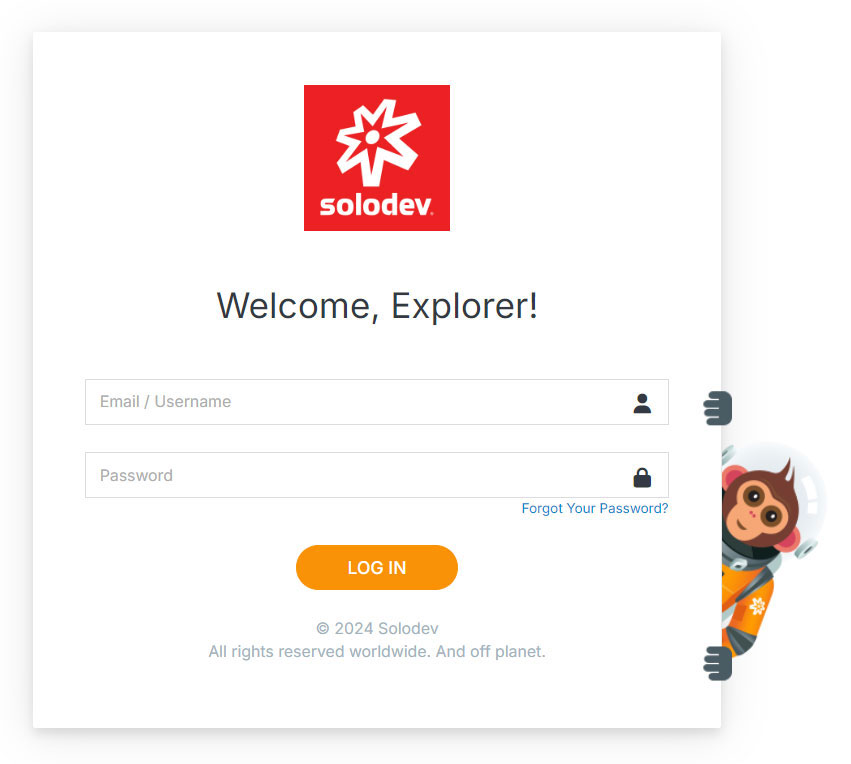 solodev
Welcome, Explorer!
Email / Username
Password
Forgot Your Password?
LOG IN
© 2024 Solodev
All rights reserved worldwide. And off planet.